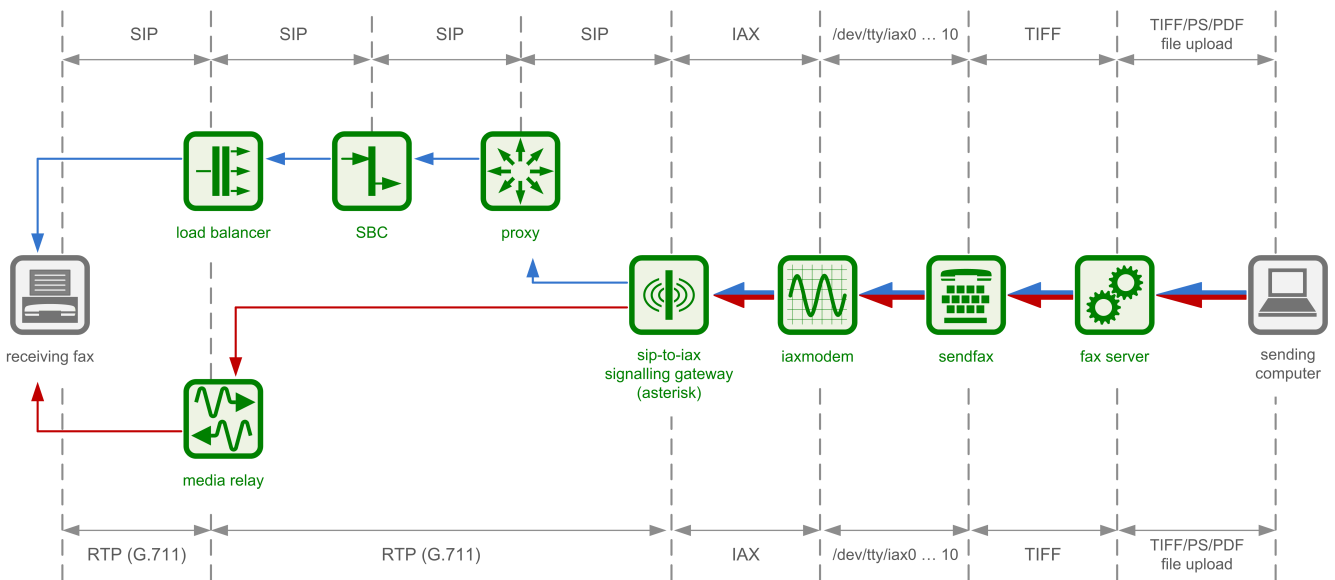 SIP
SIP
SIP
SIP
IAX
/dev/tty/iax0 ... 10
TIFF
TIFF/PS/PDF
file upload
load balancer
SBC
proxy
receiving fax
sip-to-iax
signalling gateway
(asterisk)
iaxmodem
sendfax
fax server
sending
computer
media relay
RTP (G.711)
RTP (G.711)
IAX
/dev/tty/iax0 ... 10
TIFF
TIFF/PS/PDF
file upload